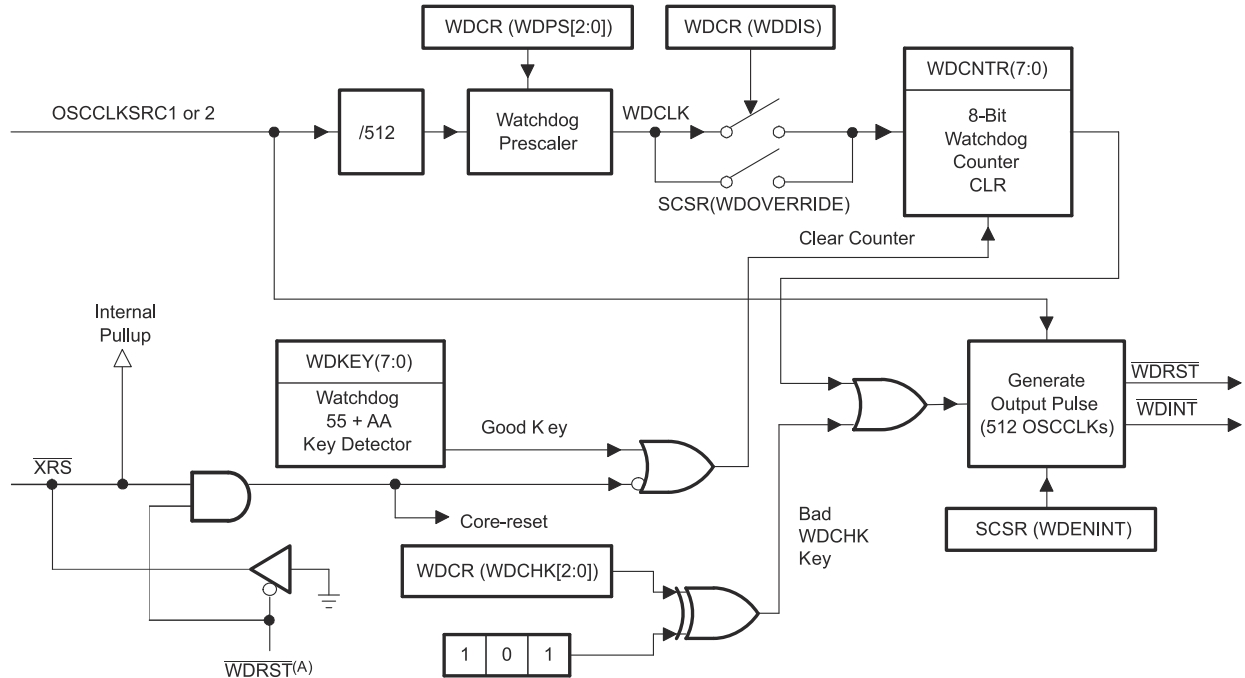 WDCR (WDPS[2:0])
WDCR (WDDIS)
WDCNTR(7:0)
OSCCLKSRC1 or 2
/512
Watchdog
Prescaler
WDCLK
8-Bit
Watchdog
Counter
CLR
SCSR(WDOVERRIDE)
Clear Counter
Internal
Pullup
WDKEY(7:0)
Watchdog
55 + AA
Key Detector
Good Key
Generate
Output Pulse
(512 OSCCLKs)
WDRST
WDINT
XRS
Core-reset
Bad
WDCHK
Key
SCSR (WDENINT)
WDCR (WDCHK[2:0])
1 0 1
WDRST(A)